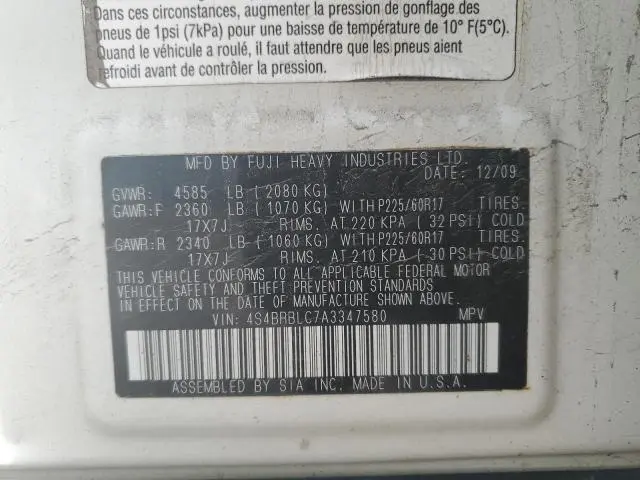 Dans ces circonstances, augmenter la pression de gonflage des
pneus de 1psi (7kPa) pour une baisse de température de 10° F(5°C).
Quand le véhicule a roulé, il faut attendre que les pneus aient
refroidi avant de contrôler la pression.
MFD BY FUJI HEAVY INDUSTRIES LTD.
DATE: 12/09
GVWR: 4585 LB (2080 KG)
GAWR:F 2360 LB (1070 KG) WITH P225/60R17 TIRES.
17X7J RIMS. AT 220 KPA (32 PSI) COLD
GAWR:R 2340 LB (1060 KG) WITH P225/60R17 TIRES.
17X7J RIMS. AT 210 KPA (30 PSI) COLD
THIS VEHICLE CONFORMS TO ALL APPLICABLE FEDERAL MOTOR
VEHICLE SAFETY AND THEFT PREVENTION STANDARDS
IN EFFECT ON THE DATE OF MANUFACTURE SHOWN ABOVE.
VIN: 4S4BRBLC7A3347580 MPV
ASSEMBLED BY SIA INC. MADE IN U.S.A.